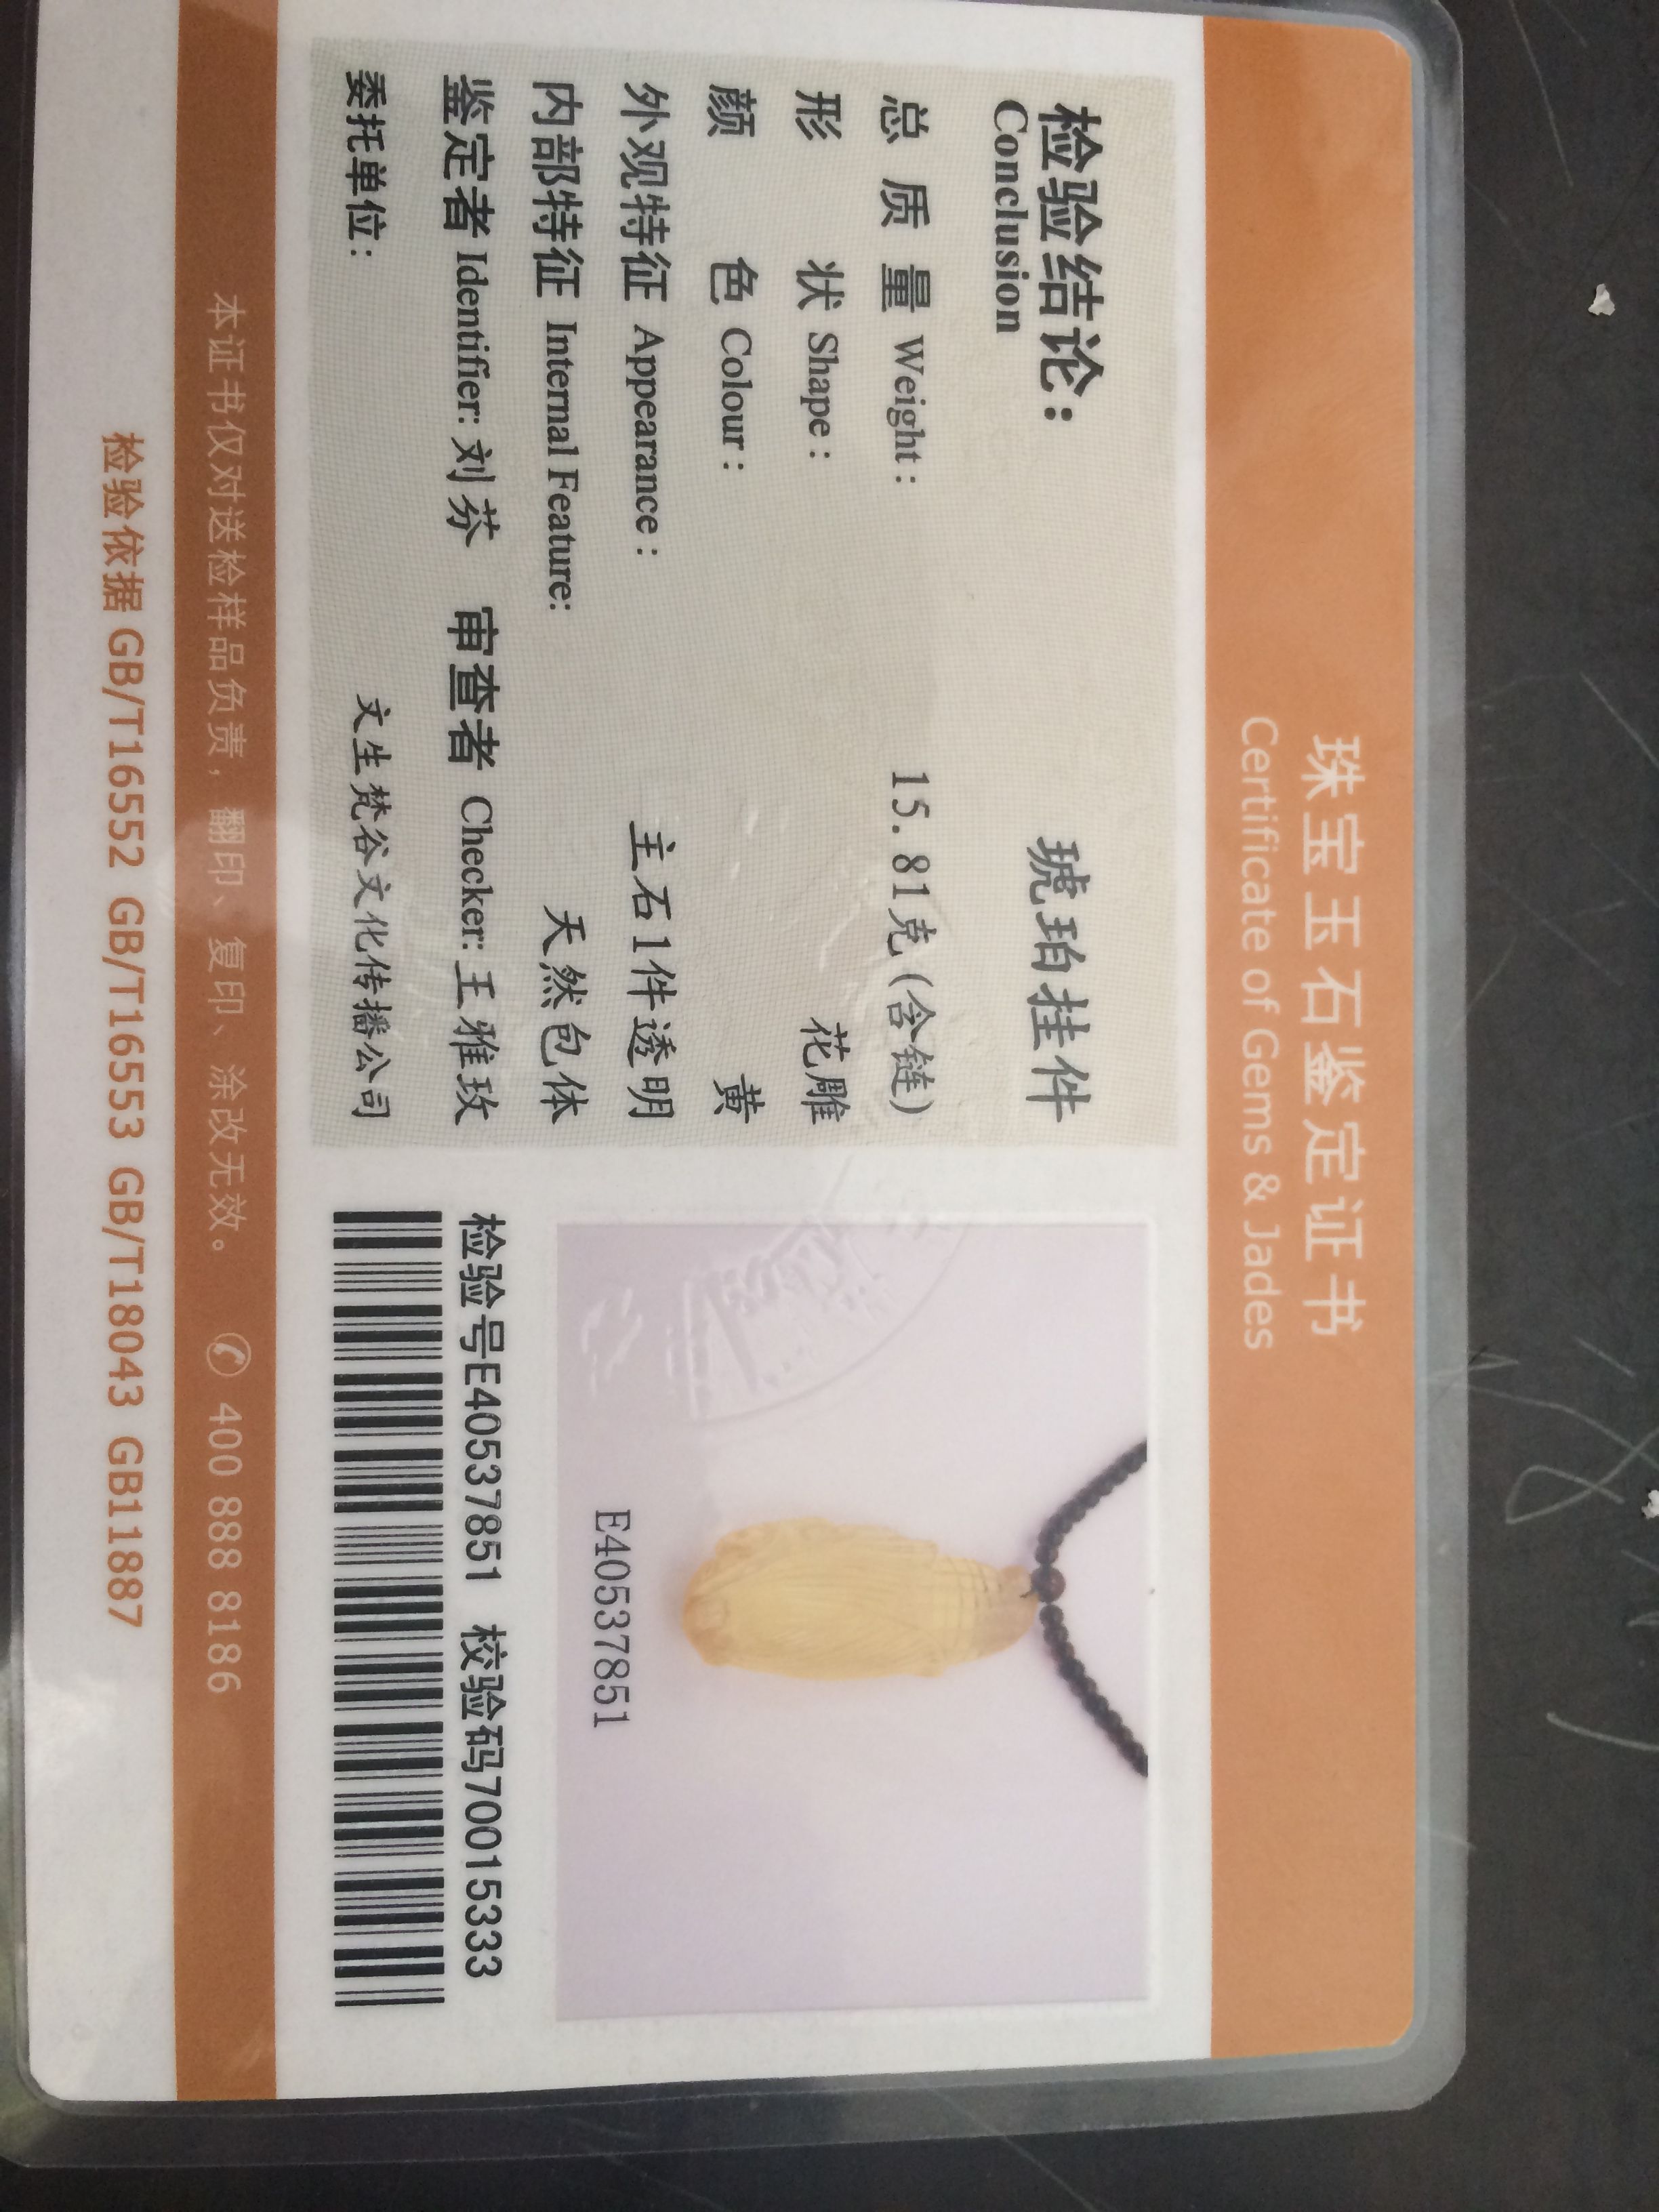 珠宝玉石鉴定证书
Certificate of Gems & Jades
检验结论: 琥珀挂件
Conclusion
总质量 Weight: 15.81克(含链)
形状 Shape: 花雕
颜色 Colour: 黄
外观特征 Appearance: 主石1件透明
内部特征 Internal Feature: 天然包体
鉴定者 Identifier: 刘芬 审查者 Checker: 王雅玫
委托单位: 文生梵谷文化传播公司
E40537851
检验号E40537851 校验码70015333
本证书仅对送检样品负责,翻印、复印、涂改无效。 ✆ 400 888 8186
检验依据 GB/T16552 GB/T16553 GB/T18043 GB11887